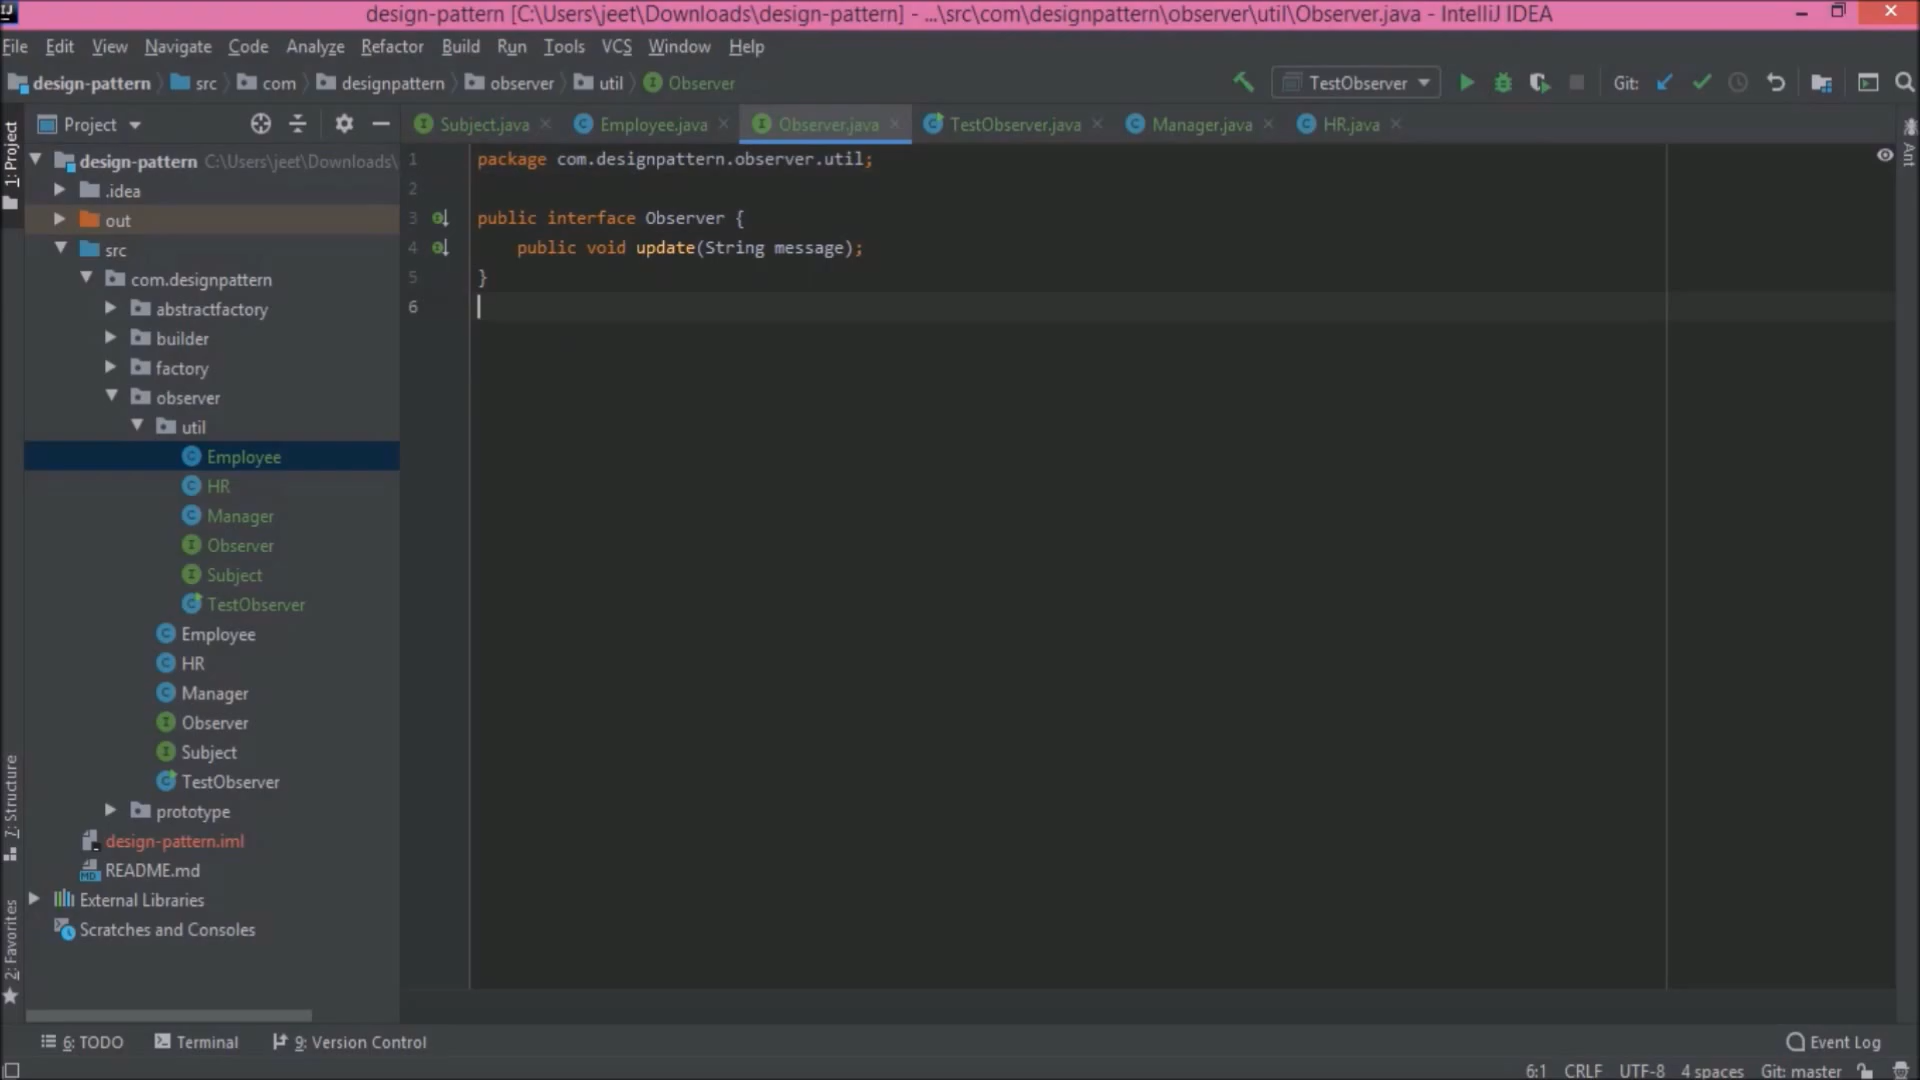 design-pattern [C:\Users\jeet\Downloads\design-pattern] - ...\src\com\designpattern\observer\util\Observer.java - IntelliJ IDEA
File Edit View Navigate Code Analyze Refactor Build Run Tools VCS Window Help
design-pattern src com designpattern observer util Observer TestObserver Git:
Project Subject.java Employee.java Observer.java TestObserver.java Manager.java HR.java
1: Project
Ant
design-pattern C:\Users\jeet\Downloads\
.idea
out
src
com.designpattern
abstractfactory
builder
factory
observer
util
Employee
HR
Manager
Observer
Subject
TestObserver
Employee
HR
Manager
Observer
Subject
TestObserver
prototype
design-pattern.iml
README.md
External Libraries
Scratches and Consoles
7: Structure
2: Favorites
1 package com.designpattern.observer.util;
2
3 public interface Observer {
4 public void update(String message);
5 }
6
6: TODO Terminal 9: Version Control Event Log
6:1 CRLF UTF-8 4 spaces Git: master